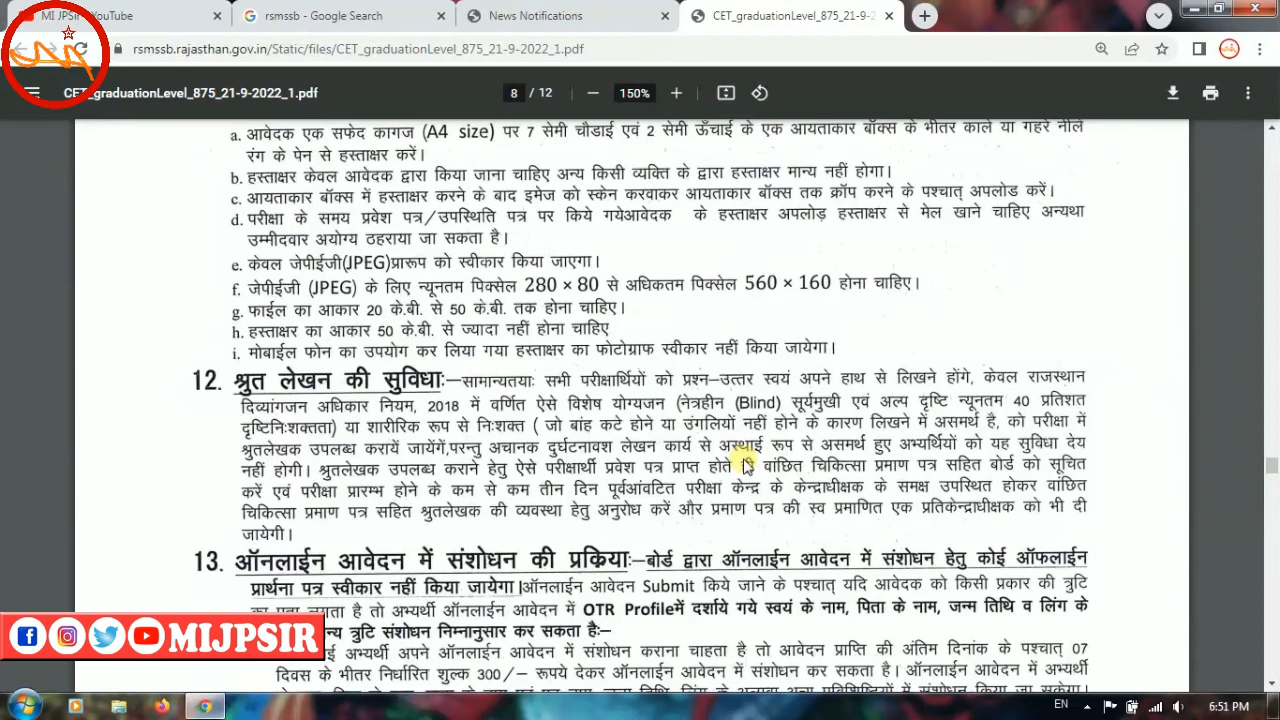 MI JPSir - YouTube
rsmssb - Google Search
News Notifications
CET_graduationLevel_875_21-9-2
rsmssb.rajasthan.gov.in/Static/files/CET_graduationLevel_875_21-9-2022_1.pdf
CET_graduationLevel_875_21-9-2022_1.pdf
8 / 12
150%
a. आवेदक एक सफेद कागज (A4 size) पर 7 सेमी चौडाई एवं 2 सेमी ऊँचाई के एक आयताकार बॉक्स के भीतर काले या गहरे नीले
रंग के पेन से हस्ताक्षर करें।
b. हस्ताक्षर केवल आवेदक द्वारा किया जाना चाहिए अन्य किसी व्यक्ति के द्वारा हस्ताक्षर मान्य नहीं होगा।
c. आयताकार बॉक्स में हस्ताक्षर करने के बाद इमेज को स्केन करवाकर आयताकार बॉक्स तक क्रॉप करने के पश्चात् अपलोड करें।
d. परीक्षा के समय प्रवेश पत्र/उपस्थिति पत्र पर किये गयेआवेदक के हस्ताक्षर अपलोड़ हस्ताक्षर से मेल खाने चाहिए अन्यथा
उम्मीदवार अयोग्य ठहराया जा सकता है।
e. केवल जेपीईजी(JPEG)प्रारूप को स्वीकार किया जाएगा।
f. जेपीईजी (JPEG) के लिए न्यूनतम पिक्सेल 280 × 80 से अधिकतम पिक्सेल 560 × 160 होना चाहिए।
g. फाईल का आकार 20 के.बी. से 50 के.बी. तक होना चाहिए।
h. हस्ताक्षर का आकार 50 के.बी. से ज्यादा नहीं होना चाहिए
i. मोबाईल फोन का उपयोग कर लिया गया हस्ताक्षर का फोटोग्राफ स्वीकार नहीं किया जायेगा।
12. श्रुत लेखन की सुविधाः–सामान्यतयाः सभी परीक्षार्थियों को प्रश्न–उत्तर स्वयं अपने हाथ से लिखने होंगे, केवल राजस्थान
दिव्यांगजन अधिकार नियम, 2018 में वर्णित ऐसे विशेष योग्यजन (नेत्रहीन (Blind) सूर्यमुखी एवं अल्प दृष्टि न्यूनतम 40 प्रतिशत
दृष्टिनिःशक्तता) या शारीरिक रूप से निःशक्त ( जो बांह कटे होने या उंगलियों नहीं होने के कारण लिखने में असमर्थ है, को परीक्षा में
श्रुतलेखक उपलब्ध करायें जायेंगें,परन्तु अचानक दुर्घटनावश लेखन कार्य से अस्थाई रूप से असमर्थ हुए अभ्यर्थियों को यह सुविधा देय
नहीं होगी। श्रुतलेखक उपलब्ध कराने हेतु ऐसे परीक्षार्थी प्रवेश पत्र प्राप्त होते ही वांछित चिकित्सा प्रमाण पत्र सहित बोर्ड को सूचित
करें एवं परीक्षा प्रारम्भ होने के कम से कम तीन दिन पूर्वआंवटित परीक्षा केन्द्र के केन्द्राधीक्षक के समक्ष उपस्थित होकर वांछित
चिकित्सा प्रमाण पत्र सहित श्रुतलेखक की व्यवस्था हेतु अनुरोध करें और प्रमाण पत्र की स्व प्रमाणित एक प्रतिकेन्द्राधीक्षक को भी दी
जायेगी।
13. ऑनलाईन आवेदन में संशोधन की प्रकियाः–बोर्ड द्वारा ऑनलाईन आवेदन में संशोधन हेतु कोई ऑफलाईन
प्रार्थना पत्र स्वीकार नहीं किया जायेगा।ऑनलाईन आवेदन Submit किये जाने के पश्चात् यदि आवेदक को किसी प्रकार की त्रुटि
का पता लगता है तो अभ्यर्थी ऑनलाईन आवेदन में OTR Profileमें दर्शाये गये स्वयं के नाम, पिता के नाम, जन्म तिथि व लिंग के
त्रुटि संशोधन निम्नानुसार कर सकता हैः–
अभ्यर्थी अपने ऑनलाईन आवेदन में संशोधन कराना चाहता है तो आवेदन प्राप्ति की अंतिम दिनांक के पश्चात् 07
दिवस के भीतर निर्धारित शुल्क 300/– रूपये देकर ऑनलाईन आवेदन में संशोधन कर सकता है। ऑनलाईन आवेदन में अभ्यर्थी
MIJPSIR
EN
6:51 PM